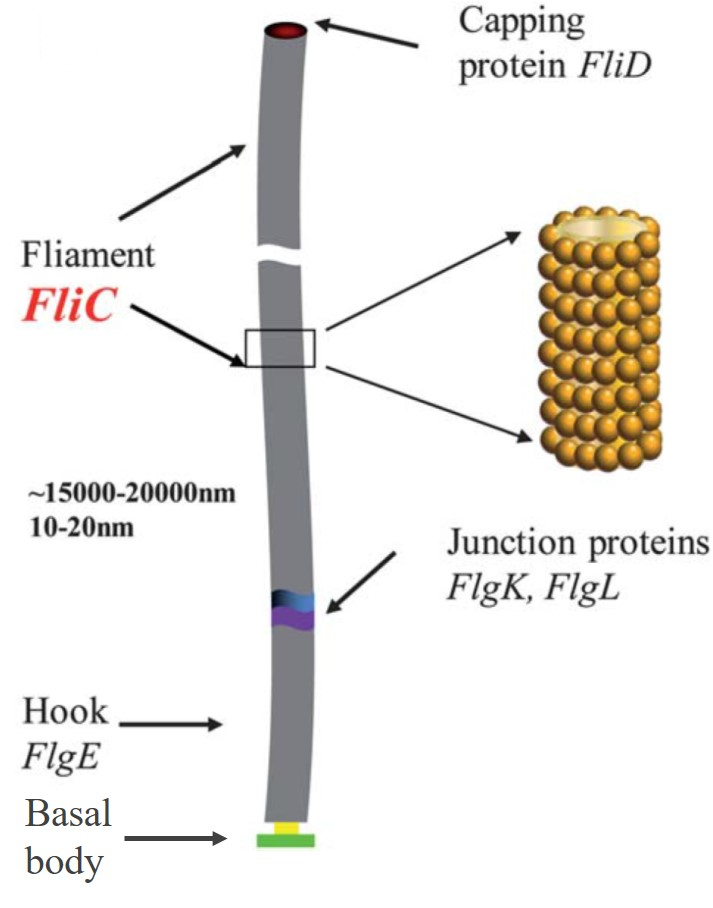 Capping
protein FliD
Fliament
FliC
~15000-20000nm
10-20nm
Junction proteins
FlgK, FlgL
Hook
FlgE
Basal
body